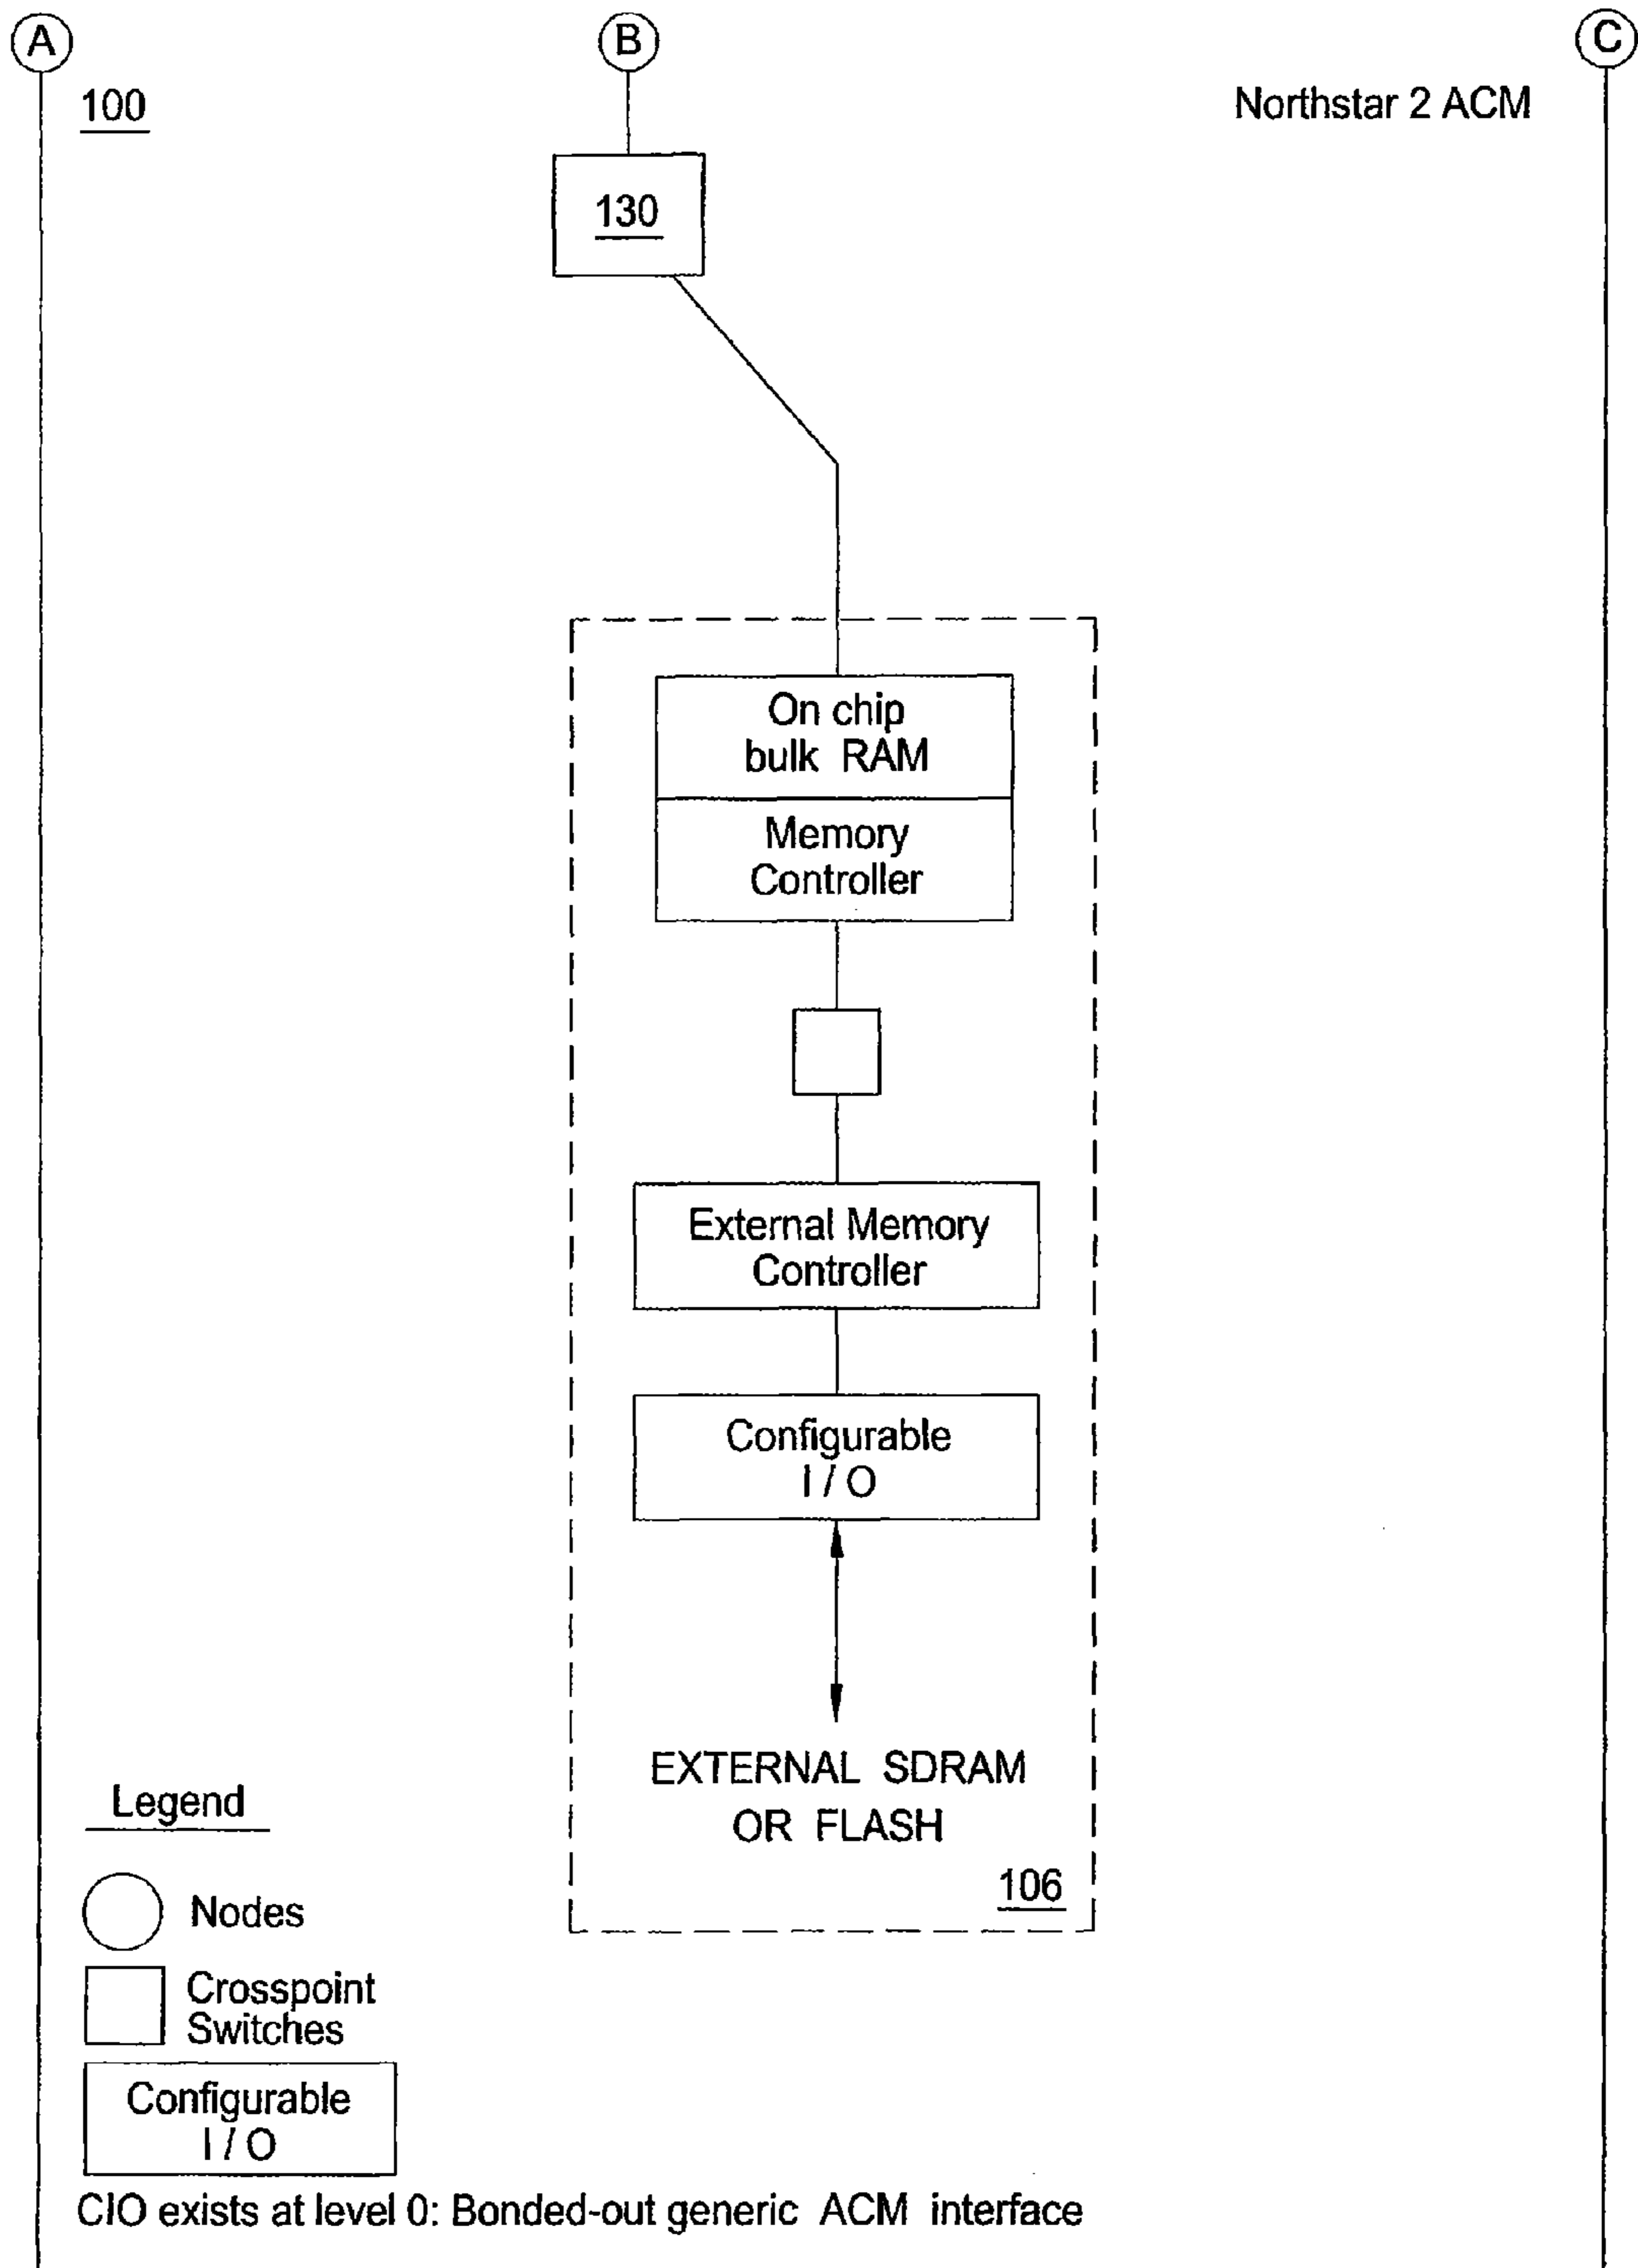 A
B
C
100
Northstar 2 ACM
130
On chip
bulk RAM
Memory
Controller
External Memory
Controller
Configurable
I / O
EXTERNAL SDRAM
OR FLASH
106
Legend
Nodes
Crosspoint
Switches
Configurable
I / O
CIO exists at level 0: Bonded-out generic ACM interface